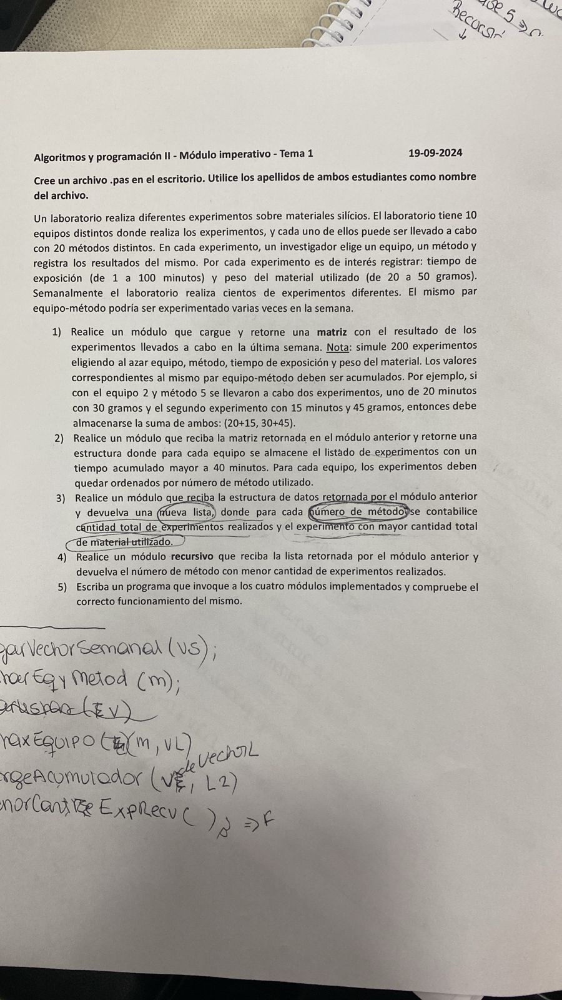 Recursi
Algoritmos y programación II - Módulo imperativo - Tema 1 19-09-2024
Cree un archivo .pas en el escritorio. Utilice los apellidos de ambos estudiantes como nombre
del archivo.
Un laboratorio realiza diferentes experimentos sobre materiales silícios. El laboratorio tiene 10
equipos distintos donde realiza los experimentos, y cada uno de ellos puede ser llevado a cabo
con 20 métodos distintos. En cada experimento, un investigador elige un equipo, un método y
registra los resultados del mismo. Por cada experimento es de interés registrar: tiempo de
exposición (de 1 a 100 minutos) y peso del material utilizado (de 20 a 50 gramos).
Semanalmente el laboratorio realiza cientos de experimentos diferentes. El mismo par
equipo-método podría ser experimentado varias veces en la semana.
1) Realice un módulo que cargue y retorne una matriz con el resultado de los
experimentos llevados a cabo en la última semana. Nota: simule 200 experimentos
eligiendo al azar equipo, método, tiempo de exposición y peso del material. Los valores
correspondientes al mismo par equipo-método deben ser acumulados. Por ejemplo, si
con el equipo 2 y método 5 se llevaron a cabo dos experimentos, uno de 20 minutos
con 30 gramos y el segundo experimento con 15 minutos y 45 gramos, entonces debe
almacenarse la suma de ambos: (20+15, 30+45).
2) Realice un módulo que reciba la matriz retornada en el módulo anterior y retorne una
estructura donde para cada equipo se almacene el listado de experimentos con un
tiempo acumulado mayor a 40 minutos. Para cada equipo, los experimentos deben
quedar ordenados por número de método utilizado.
3) Realice un módulo que reciba la estructura de datos retornada por el módulo anterior
y devuelva una nueva lista, donde para cada número de método se contabilice
cantidad total de experimentos realizados y el experimento con mayor cantidad total
de material utilizado.
4) Realice un módulo recursivo que reciba la lista retornada por el módulo anterior y
devuelva el número de método con menor cantidad de experimentos realizados.
5) Escriba un programa que invoque a los cuatro módulos implementados y compruebe el
correcto funcionamiento del mismo.
garVectorSemanal (VS);
Eq y Metod (m);
maxEQUIPO (m, VL)
de VectorL
rgeAcumulador ( , L2)
norCant ExpRecu ( ) => F